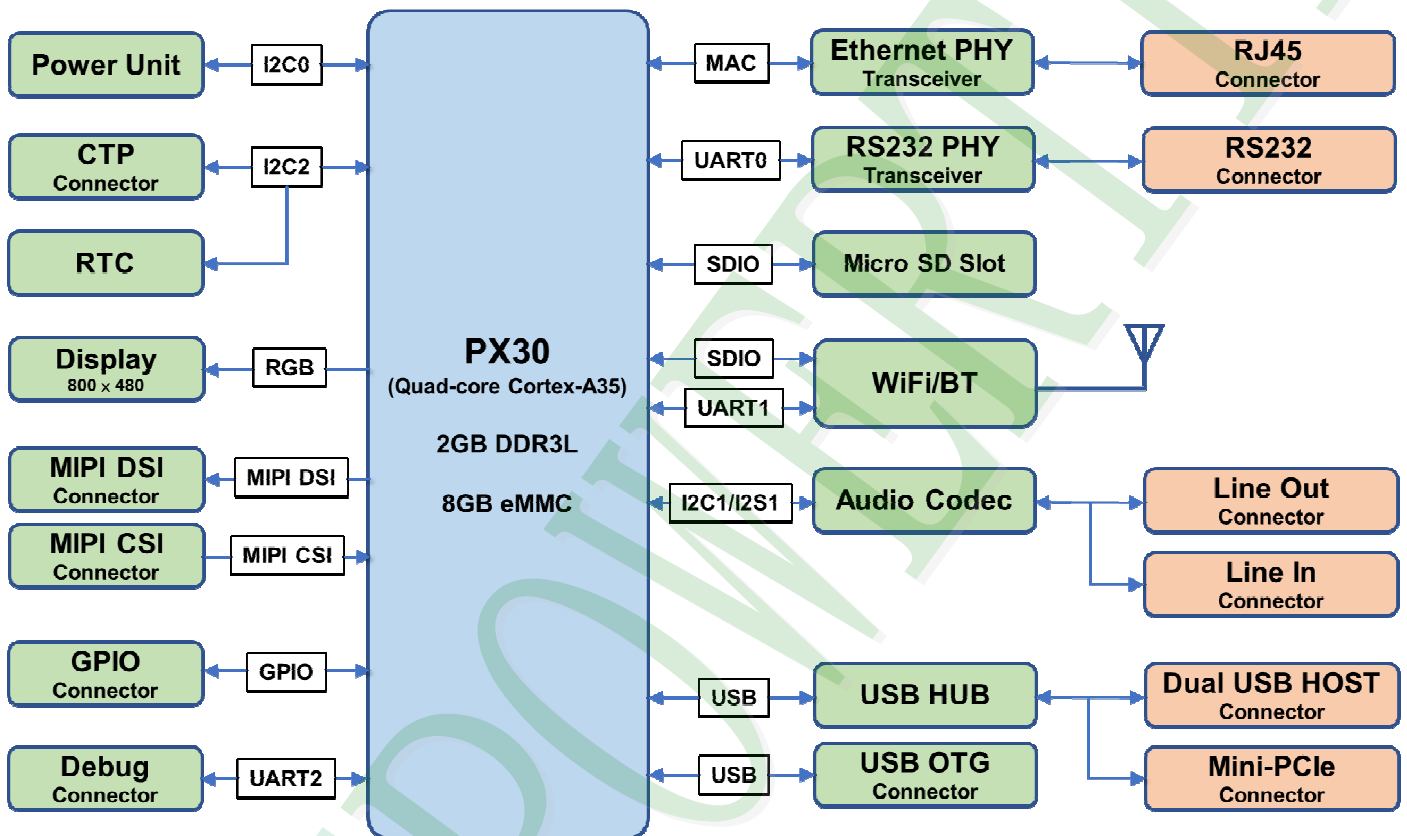 Power Unit
I2C0
CTP
Connector
I2C2
RTC
Display
800 x 480
RGB
MIPI DSI
Connector
MIPI DSI
MIPI CSI
Connector
MIPI CSI
GPIO
Connector
GPIO
Debug
Connector
UART2
PX30
(Quad-core Cortex-A35)
2GB DDR3L
8GB eMMC
MAC
Ethernet PHY
Transceiver
RJ45
Connector
UART0
RS232 PHY
Transceiver
RS232
Connector
SDIO
Micro SD Slot
SDIO
UART1
WiFi/BT
I2C1/I2S1
Audio Codec
Line Out
Connector
Line In
Connector
USB
USB HUB
Dual USB HOST
Connector
USB
USB OTG
Connector
Mini-PCIe
Connector